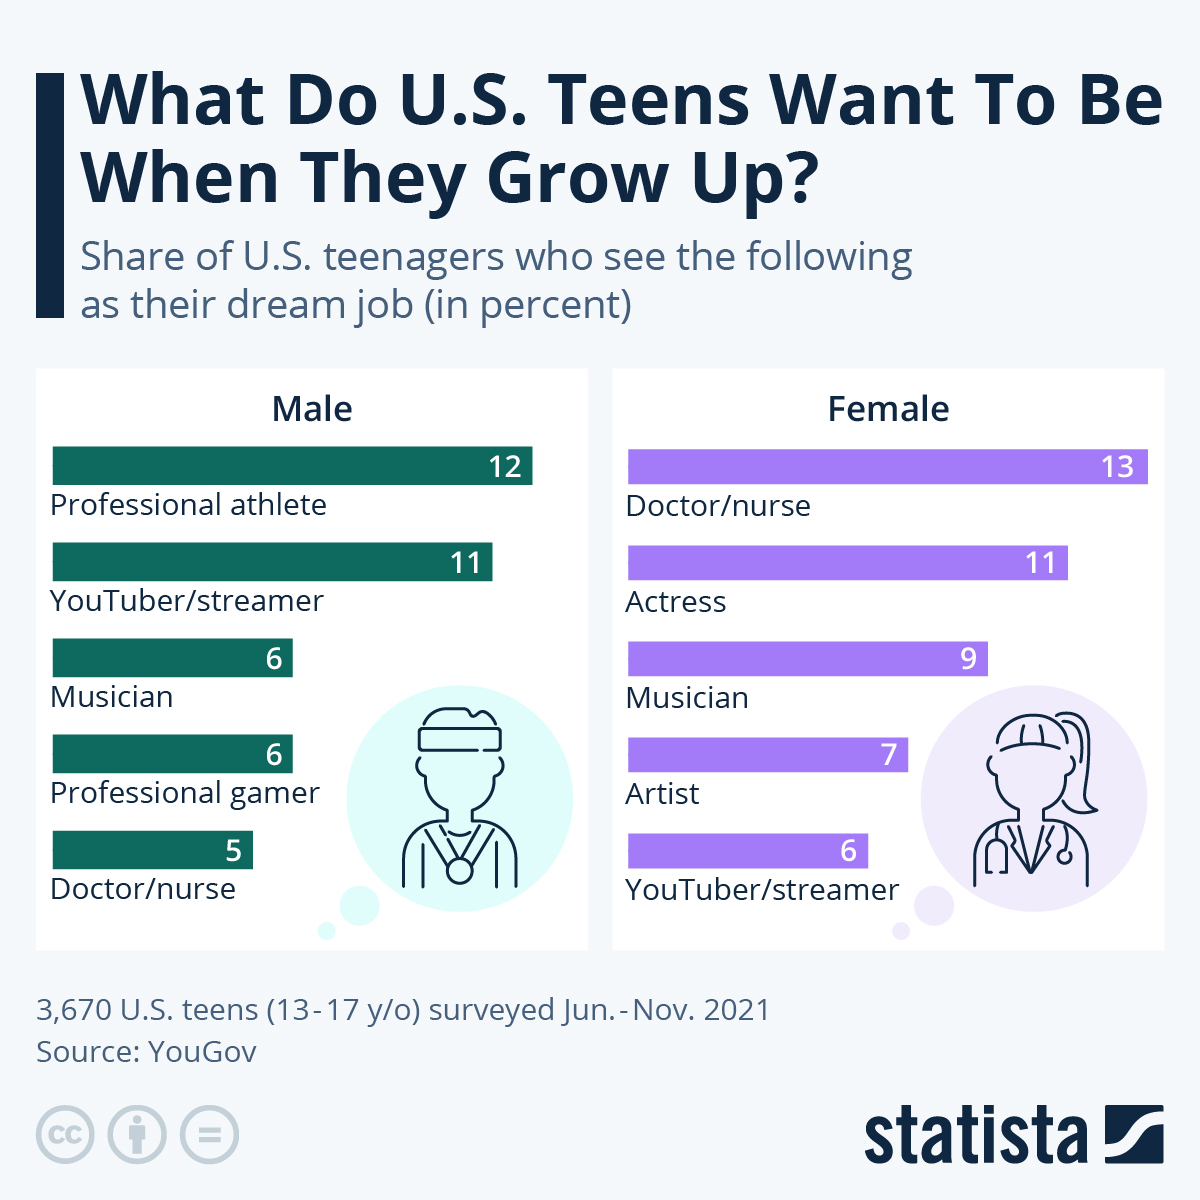 What Do U.S. Teens Want To Be
When They Grow Up?
Share of U.S. teenagers who see the following
as their dream job (in percent)
Male
12
Professional athlete
11
YouTuber/streamer
6
Musician
6
Professional gamer
5
Doctor/nurse
Female
13
Doctor/nurse
11
Actress
9
Musician
7
Artist
6
YouTuber/streamer
3,670 U.S. teens (13-17 y/o) surveyed Jun.-Nov. 2021
Source: YouGov
cc
statista